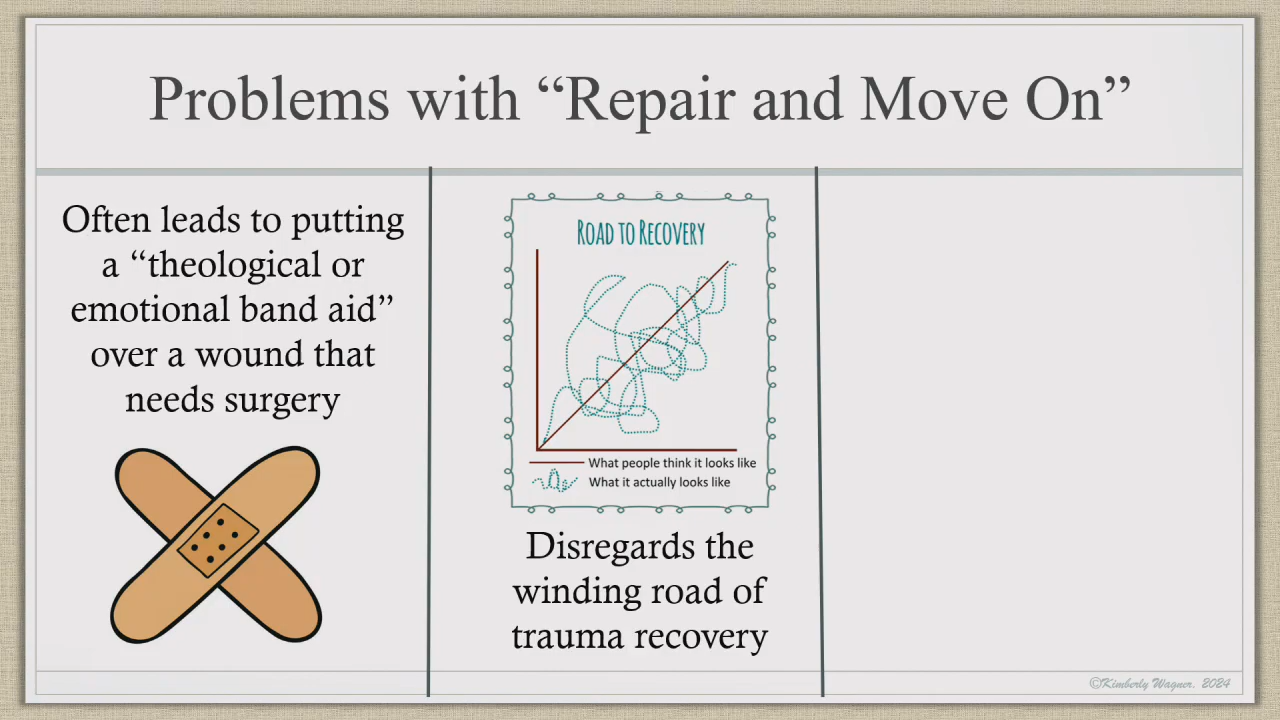 Problems with “Repair and Move On”
Often leads to putting
a “theological or
emotional band aid”
over a wound that
needs surgery
ROAD TO RECOVERY
What people think it looks like
What it actually looks like
Disregards the
winding road of
trauma recovery
©Kimberly Wagner, 2024